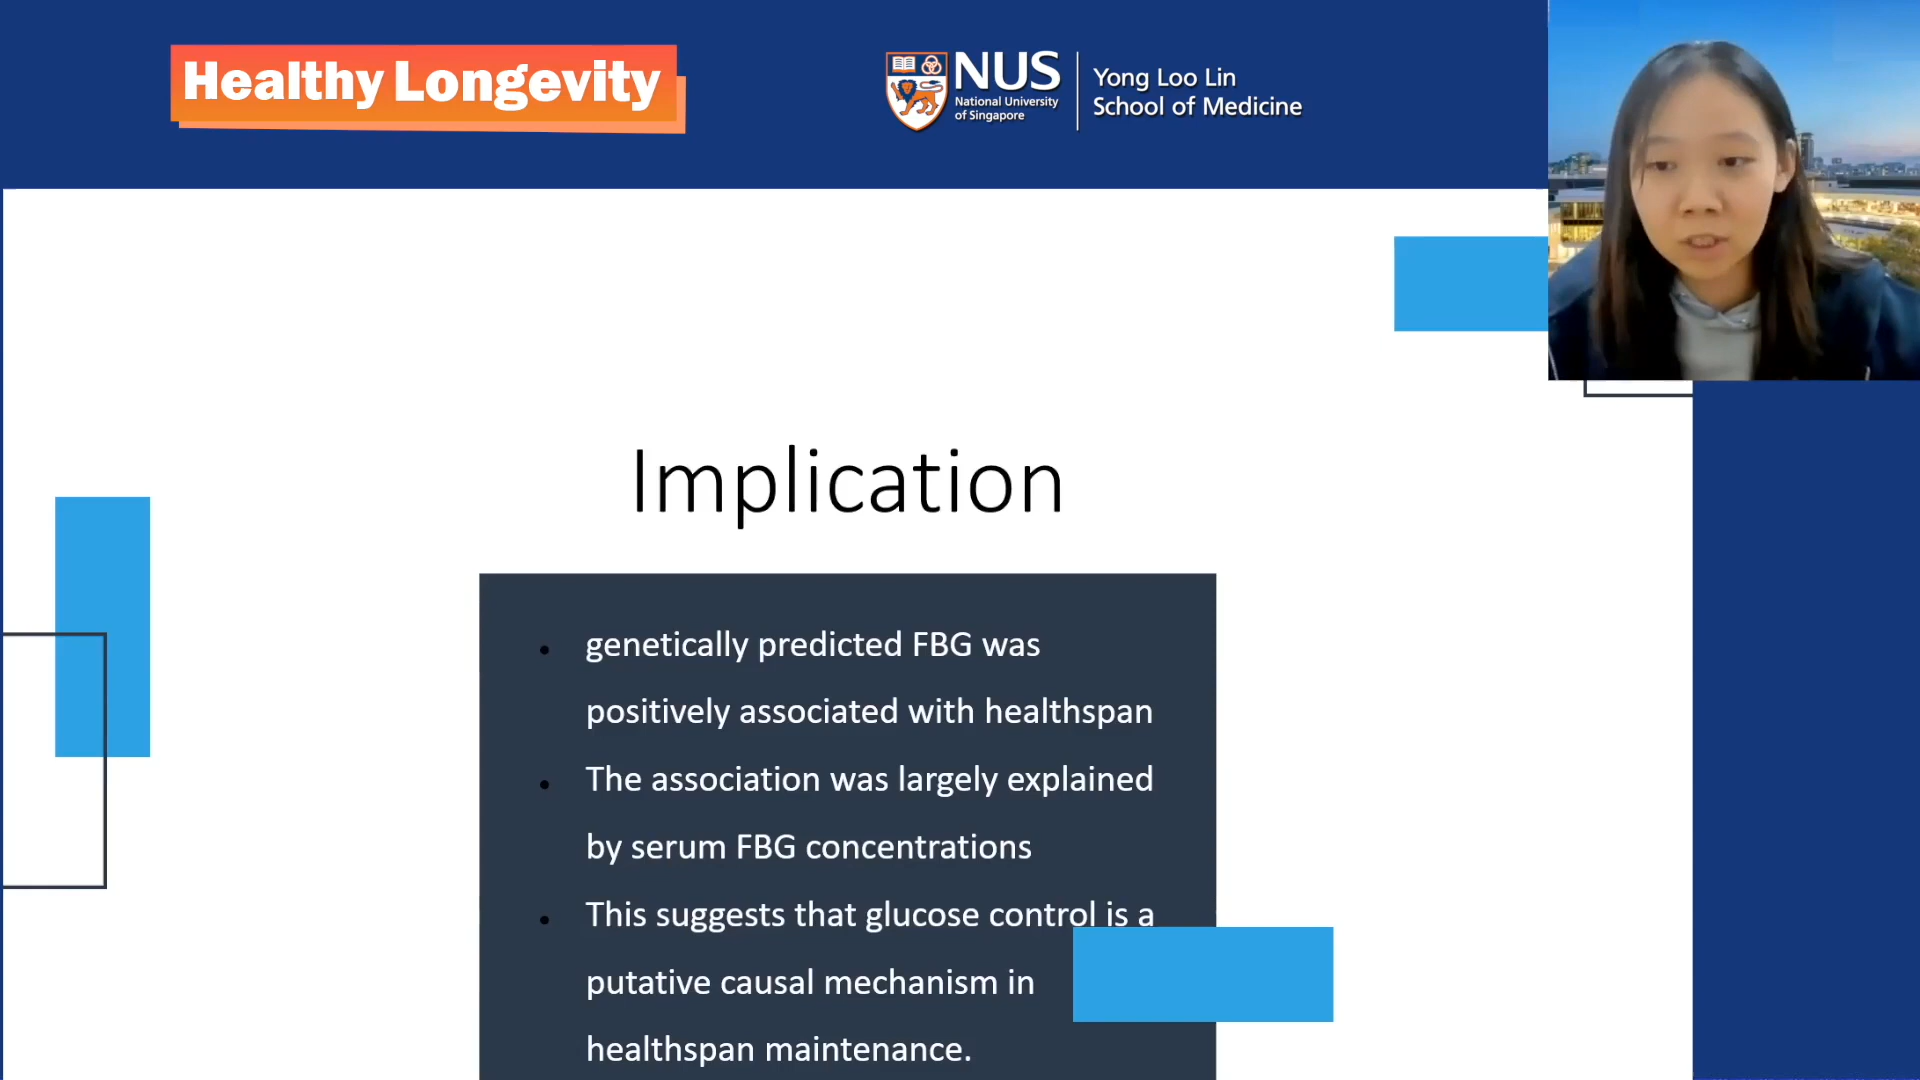 Healthy Longevity
NUS
National University
of Singapore
Yong Loo Lin
School of Medicine
Implication
• genetically predicted FBG was
positively associated with healthspan
• The association was largely explained
by serum FBG concentrations
• This suggests that glucose control is a
putative causal mechanism in
healthspan maintenance.